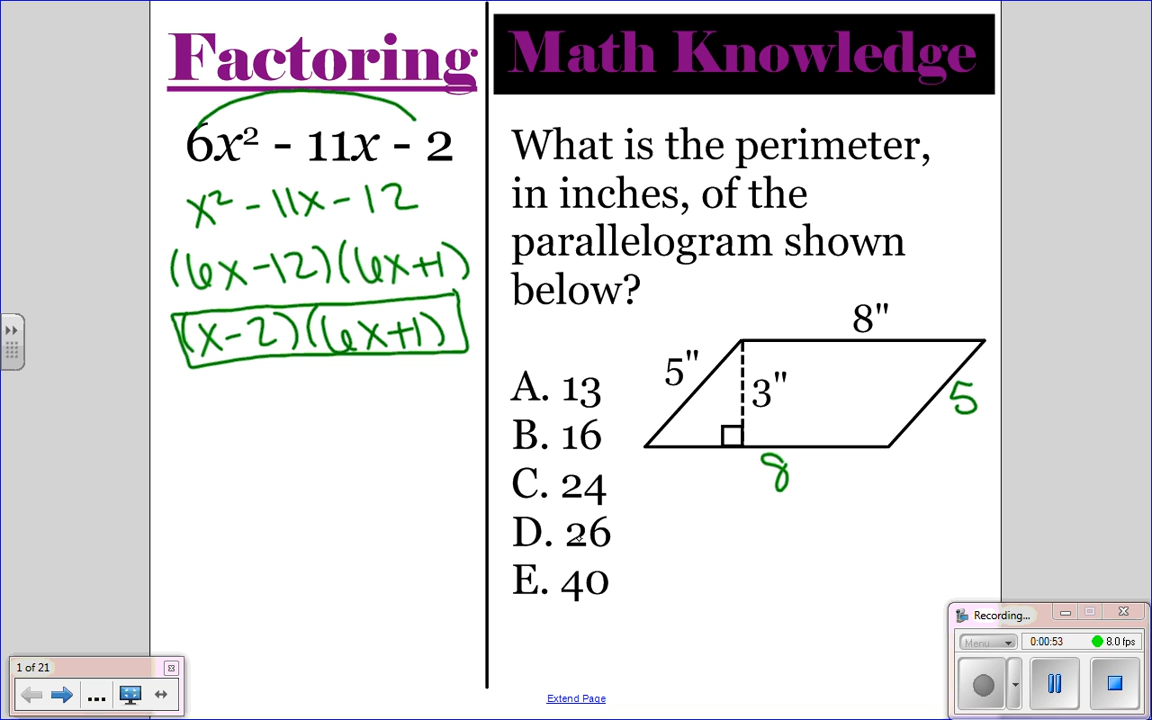 Factoring
6x² - 11x - 2
x² - 11x - 12
(6x - 12)(6x + 1)
(x - 2)(6x + 1)
Math Knowledge
What is the perimeter,
in inches, of the
parallelogram shown
below?
8"
5"
3"
5
8
A. 13
B. 16
C. 24
D. 26
E. 40
Extend Page
1 of 21
...
Recording...
Menu
0:00:53
8.0 fps